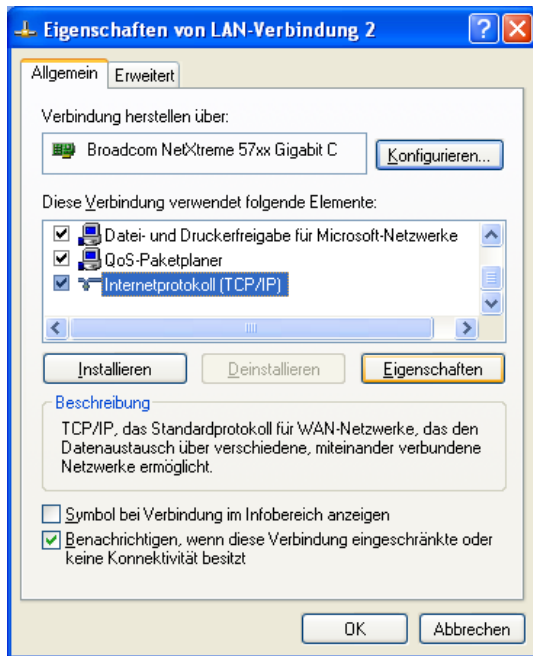 Eigenschaften von LAN-Verbindung 2
Allgemein
Erweitert
Verbindung herstellen über:
Broadcom NetXtreme 57xx Gigabit C
Konfigurieren...
Diese Verbindung verwendet folgende Elemente:
Datei- und Druckerfreigabe für Microsoft-Netzwerke
QoS-Paketplaner
Internetprotokoll (TCP/IP)
Installieren
Deinstallieren
Eigenschaften
Beschreibung
TCP/IP, das Standardprotokoll für WAN-Netzwerke, das den
Datenaustausch über verschiedene, miteinander verbundene
Netzwerke ermöglicht.
Symbol bei Verbindung im Infobereich anzeigen
Benachrichtigen, wenn diese Verbindung eingeschränkte oder
keine Konnektivität besitzt
OK
Abbrechen